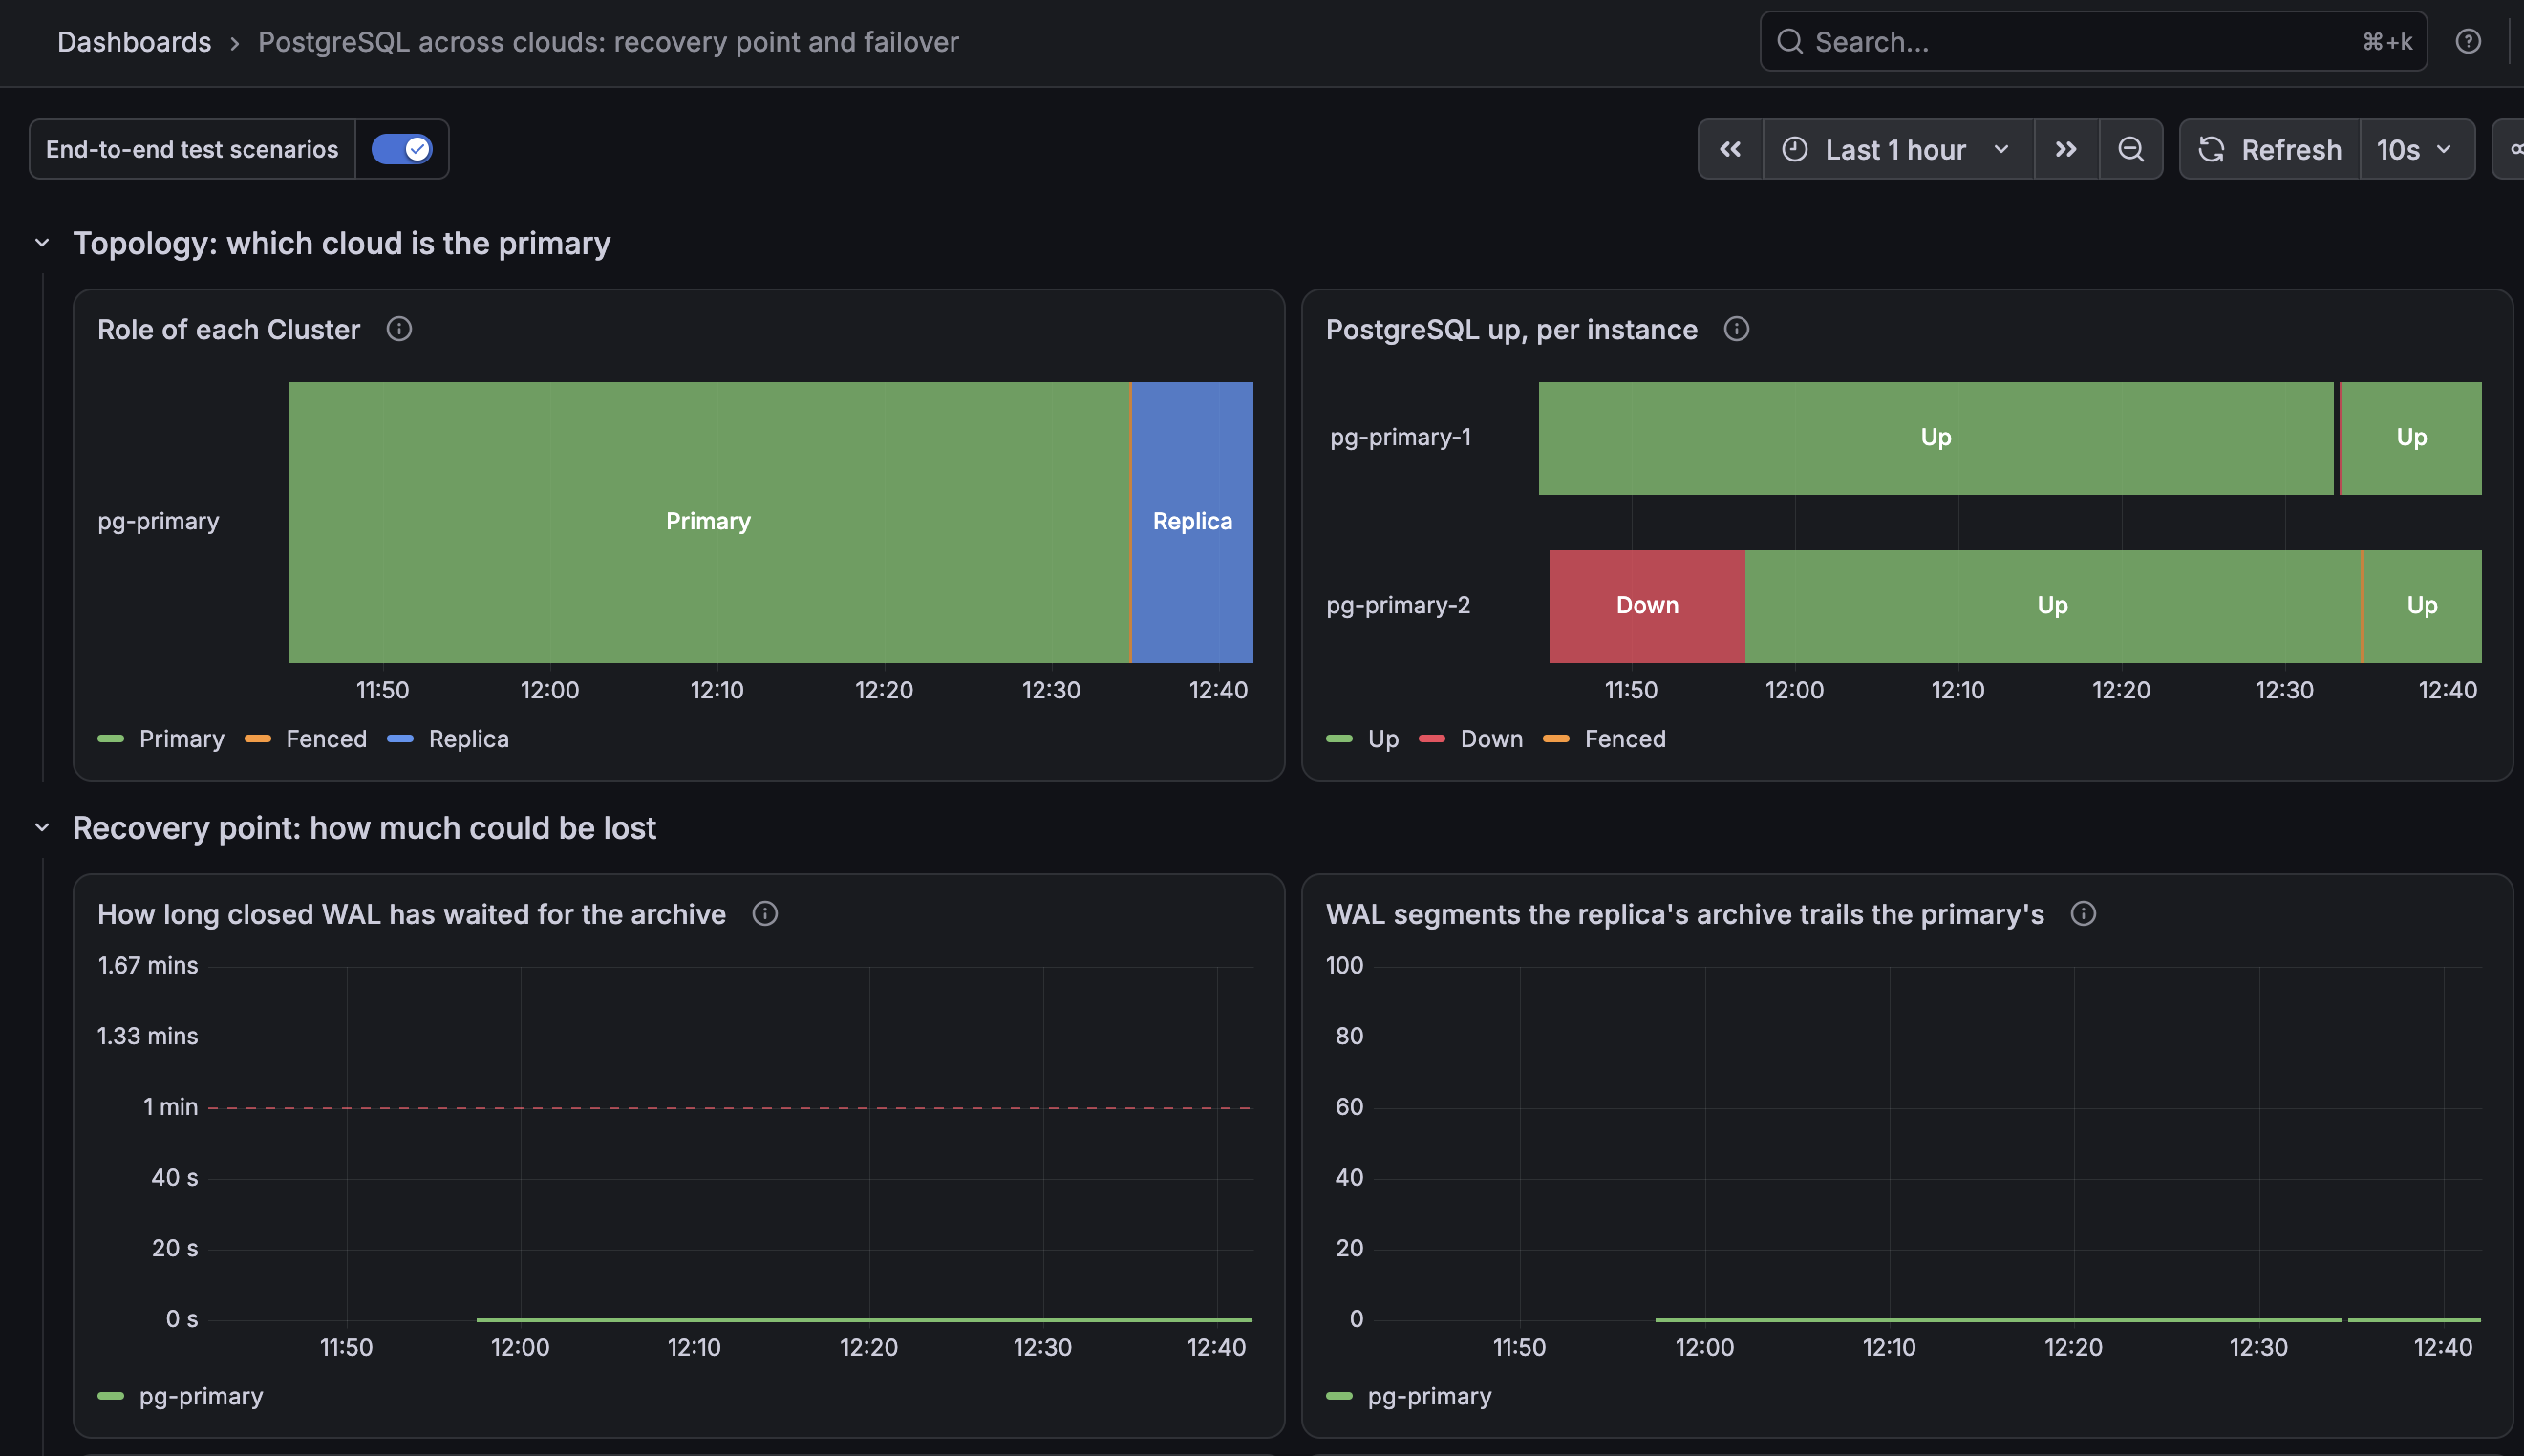 Dashboards › PostgreSQL across clouds: recovery point and failover
Search...
⌘+k
End-to-end test scenarios
Last 1 hour
Refresh
10s
Topology: which cloud is the primary
Role of each Cluster
pg-primary
Primary
Replica
11:50 12:00 12:10 12:20 12:30 12:40
Primary Fenced Replica
PostgreSQL up, per instance
pg-primary-1
Up
Up
pg-primary-2
Down
Up
Up
11:50 12:00 12:10 12:20 12:30 12:40
Up Down Fenced
Recovery point: how much could be lost
How long closed WAL has waited for the archive
1.67 mins
1.33 mins
1 min
40 s
20 s
0 s
11:50 12:00 12:10 12:20 12:30 12:40
pg-primary
WAL segments the replica's archive trails the primary's
100
80
60
40
20
0
11:50 12:00 12:10 12:20 12:30 12:40
pg-primary